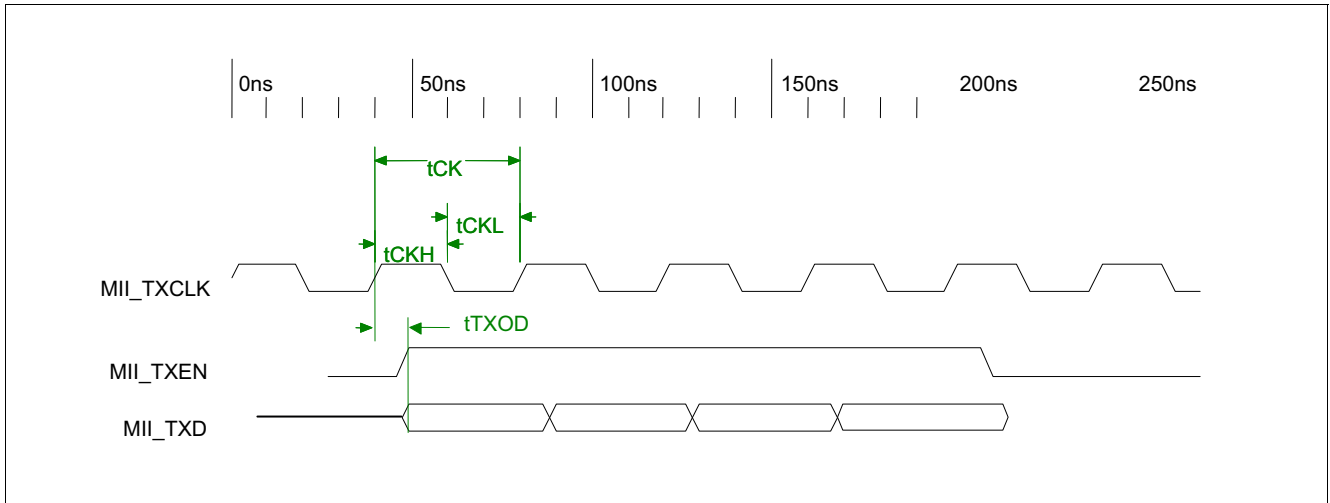 0ns 50ns 100ns 150ns 200ns 250ns
tCK
tCKL
tCKH
MII_TXCLK
tTXOD
MII_TXEN
MII_TXD